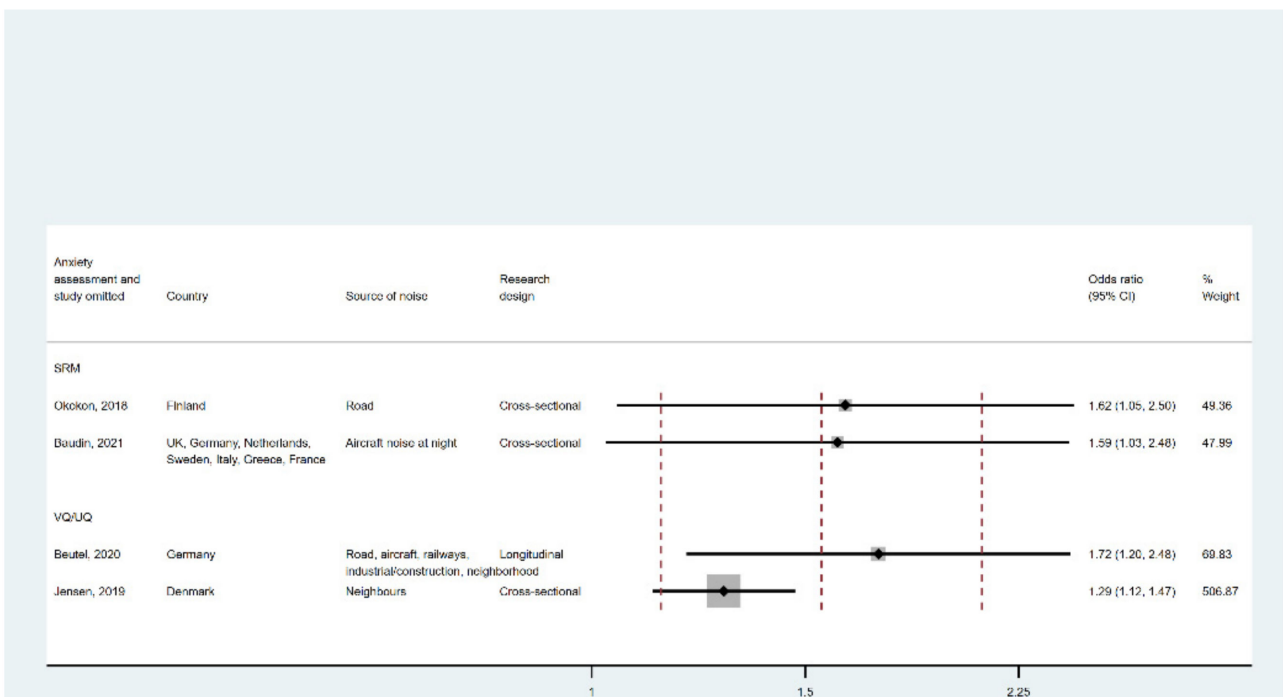 Anxiety
assessment and
study omitted
Country
Source of noise
Research
design
Odds ratio
(95% CI)
%
Weight
SRM
Okokon, 2018 Finland Road Cross-sectional 1.62 (1.05, 2.50) 49.36
Baudin, 2021 UK, Germany, Netherlands, Aircraft noise at night Cross-sectional 1.59 (1.03, 2.48) 47.99
Sweden, Italy, Greece, France
VQ/UQ
Beutel, 2020 Germany Road, aircraft, railways, Longitudinal 1.72 (1.20, 2.48) 69.83
industrial/construction, neighborhood
Jensen, 2019 Denmark Neighbours Cross-sectional 1.29 (1.12, 1.47) 506.87
1 1.5 2.25